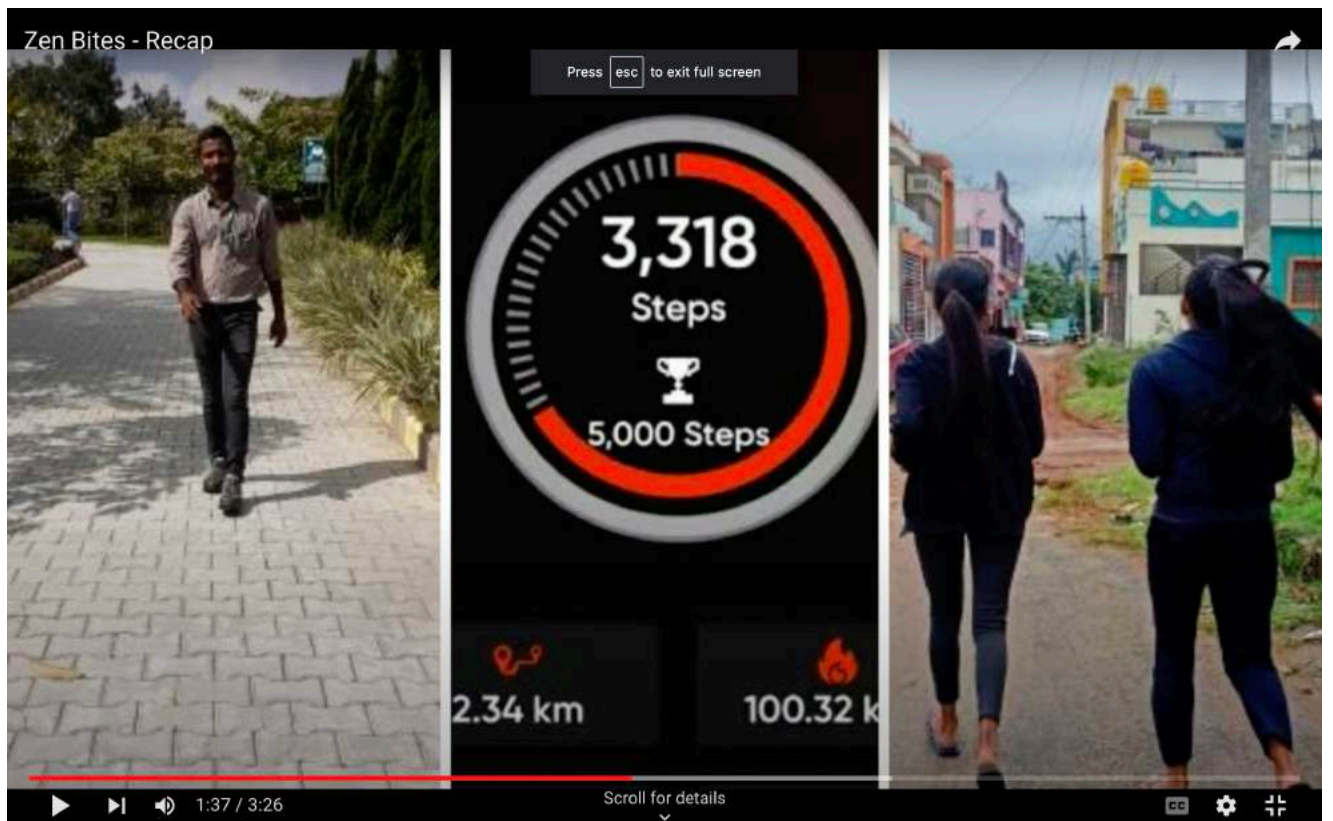 Zen Bites - Recap
Press esc to exit full screen
3,318
Steps
5,000 Steps
2.34 km
100.32 k
1:37 / 3:26
Scroll for details
CC